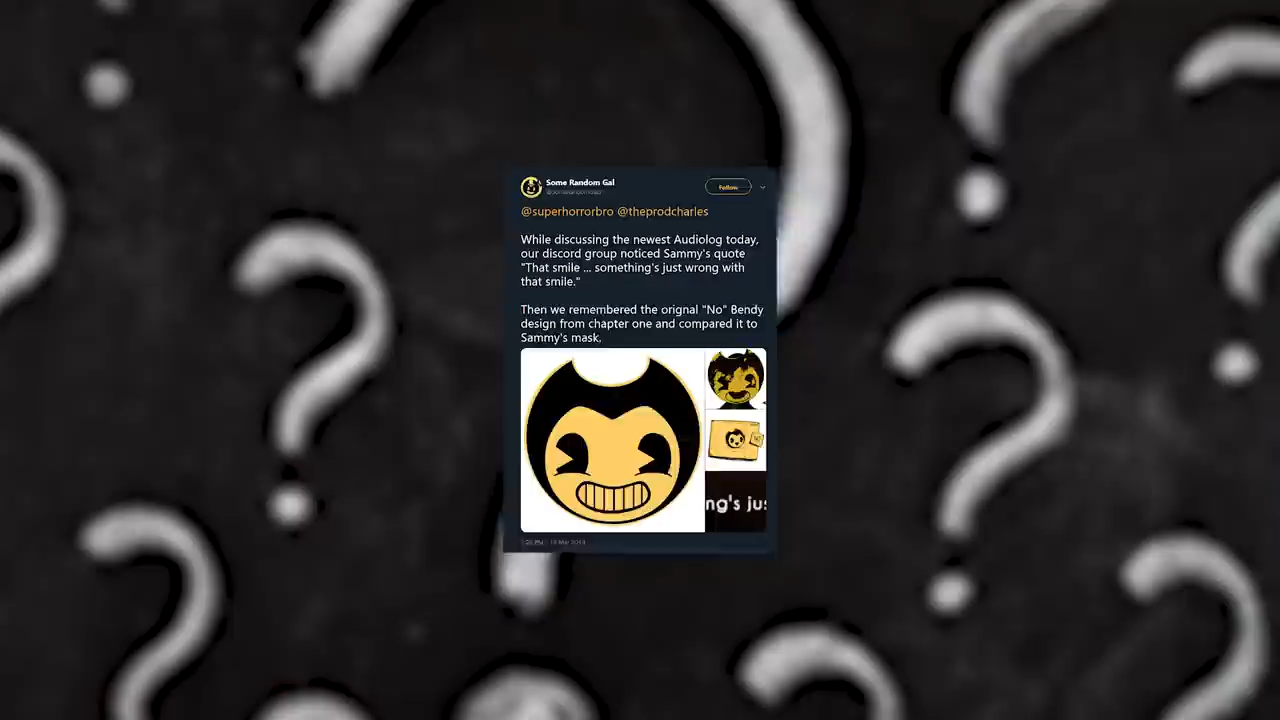 Some Random Gal
Follow
@superhorrorbro @theprodcharles
While discussing the newest Audiolog today,
our discord group noticed Sammy's quote
"That smile ... something's just wrong with
that smile."
Then we remembered the orignal "No" Bendy
design from chapter one and compared it to
Sammy's mask,
ng's jus